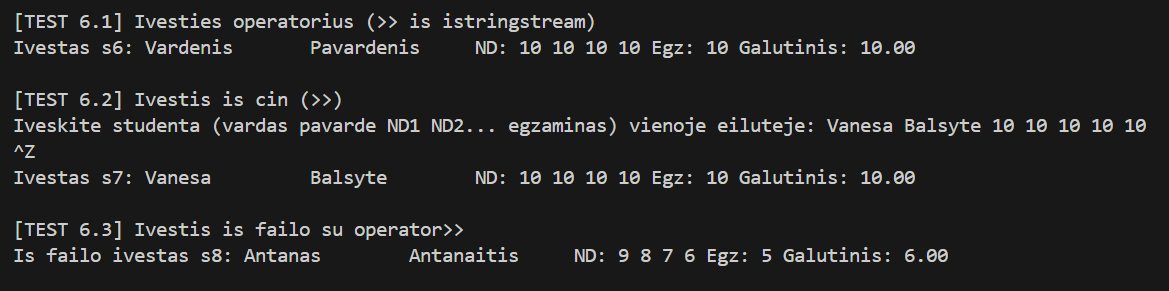 [TEST 6.1] Ivesties operatorius (>> is istringstream)
Ivestas s6: Vardenis       Pavardenis     ND: 10 10 10 10 Egz: 10 Galutinis: 10.00
[TEST 6.2] Ivestis is cin (>>)
Iveskite studenta (vardas pavarde ND1 ND2... egzaminas) vienoje eiluteje: Vanesa Balsyte 10 10 10 10 10
^Z
Ivestas s7: Vanesa         Balsyte        ND: 10 10 10 10 Egz: 10 Galutinis: 10.00
[TEST 6.3] Ivestis is failo su operator>>
Is failo ivestas s8: Antanas        Antanaitis     ND: 9 8 7 6 Egz: 5 Galutinis: 6.00